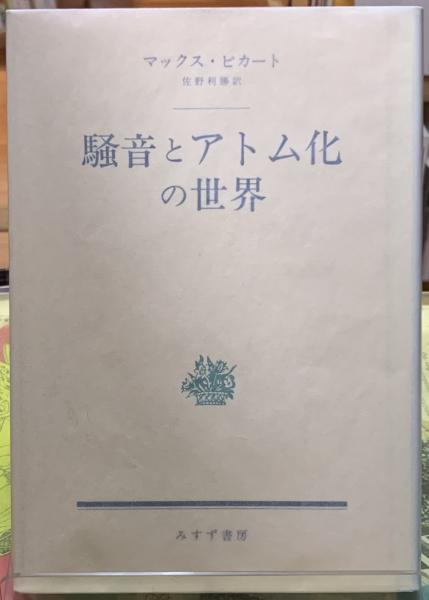 マックス・ピカート
佐野利勝訳
騒音とアトム化
の世界
みすず書房